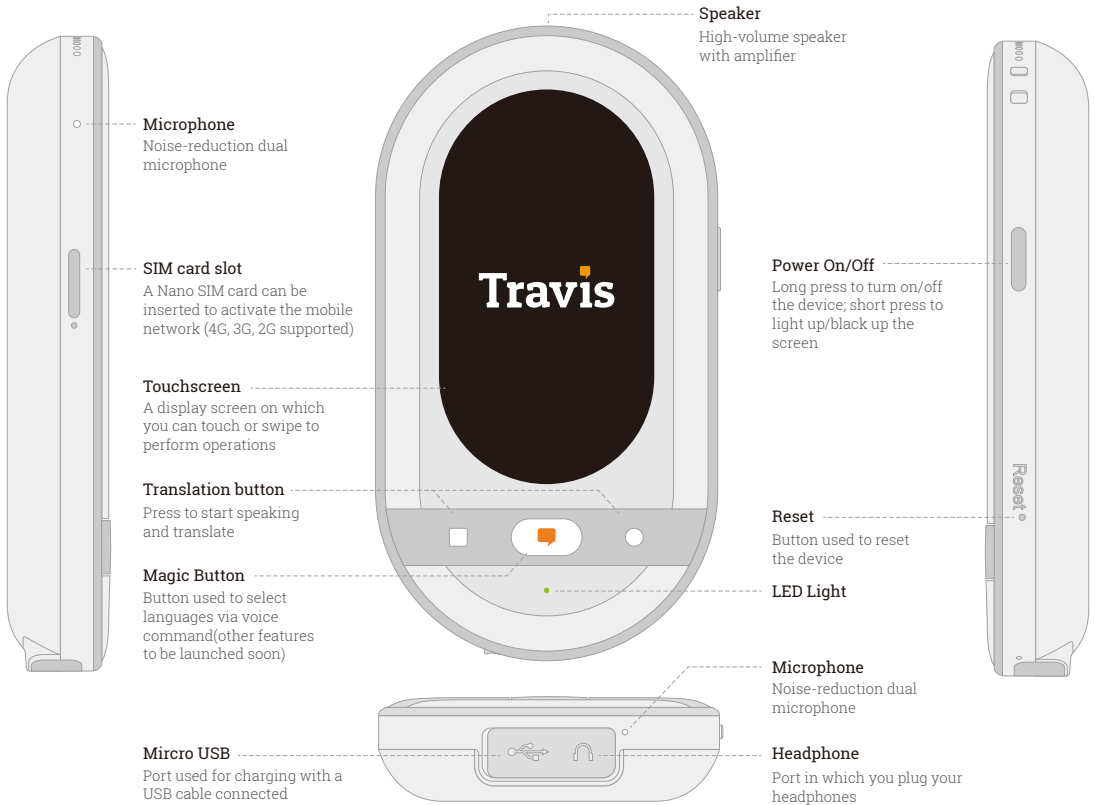 Speaker
High-volume speaker
with amplifier
Microphone
Noise-reduction dual
microphone
SIM card slot
A Nano SIM card can be
inserted to activate the mobile
network (4G, 3G, 2G supported)
Touchscreen
A display screen on which
you can touch or swipe to
perform operations
Translation button
Press to start speaking
and translate
Magic Button
Button used to select
languages via voice
command(other features
to be launched soon)
Mircro USB
Port used for charging with a
USB cable connected
Travis
Power On/Off
Long press to turn on/off
the device; short press to
light up/black up the
screen
Reset
Reset
Button used to reset
the device
LED Light
Microphone
Noise-reduction dual
microphone
Headphone
Port in which you plug your
headphones